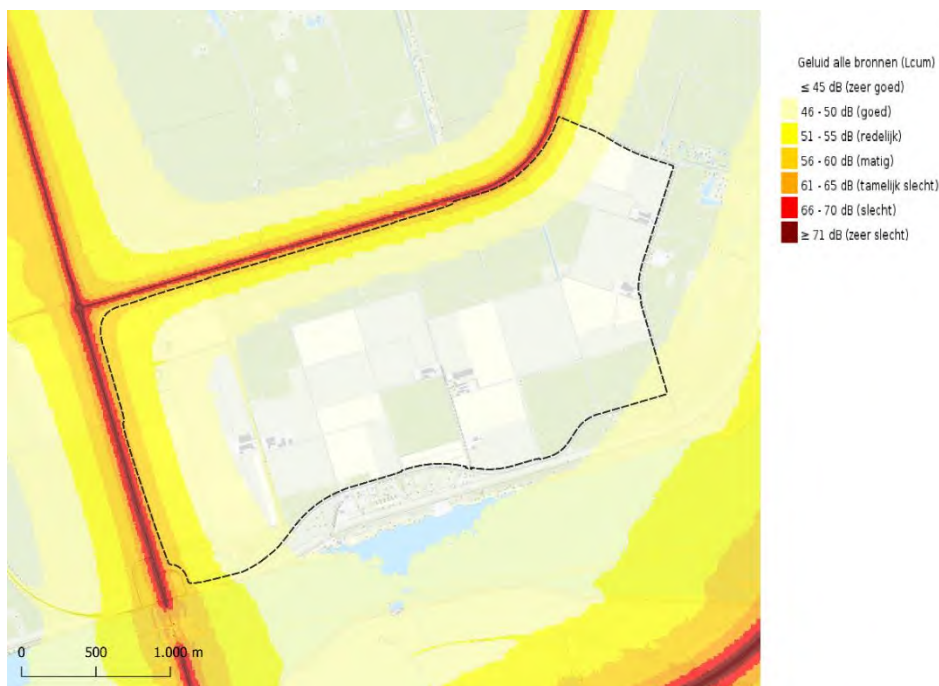 Geluid alle bronnen (Lcum)
≤ 45 dB (zeer goed)
46 - 50 dB (goed)
51 - 55 dB (redelijk)
56 - 60 dB (matig)
61 - 65 dB (tamelijk slecht)
66 - 70 dB (slecht)
≥ 71 dB (zeer slecht)
0 500 1.000 m